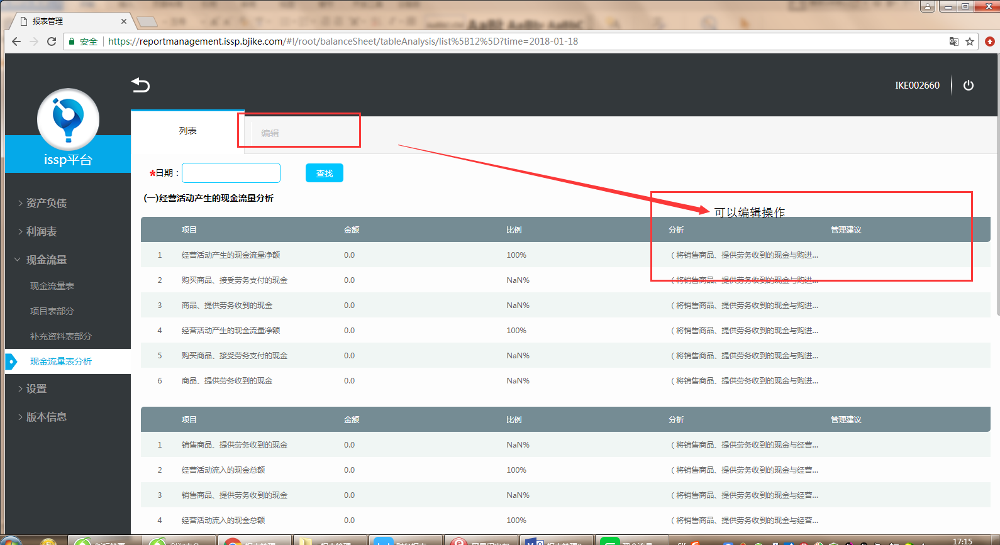 报表管理
安全 https://reportmanagement.issp.bjike.com/#!/root/balanceSheet/tableAnalysis/list%5B12%5D?time=2018-01-18
IKE002660
issp平台
资产负债
利润表
现金流量
现金流量表
项目表部分
补充资料表部分
现金流量表分析
设置
版本信息
列表 编辑
*日期： 查找
(一)经营活动产生的现金流量分析
可以编辑操作
项目 金额 比例 分析 管理建议
1 经营活动产生的现金流量净额 0.0 100% （将销售商品、提供劳务收到的现金与购进...
2 购买商品、接受劳务支付的现金 0.0 NaN% （将销售商品、提供劳务收到的现金与购进...
3 商品、提供劳务收到的现金 0.0 NaN% （将销售商品、提供劳务收到的现金与购进...
4 经营活动产生的现金流量净额 0.0 100% （将销售商品、提供劳务收到的现金与购进...
5 购买商品、接受劳务支付的现金 0.0 NaN% （将销售商品、提供劳务收到的现金与购进...
6 商品、提供劳务收到的现金 0.0 NaN% （将销售商品、提供劳务收到的现金与购进...
项目 金额 比例 分析 管理建议
1 销售商品、提供劳务收到的现金 0.0 NaN% （将销售商品、提供劳务收到的现金与经营...
2 经营活动流入的现金总额 0.0 100% （将销售商品、提供劳务收到的现金与经营...
3 销售商品、提供劳务收到的现金 0.0 NaN% （将销售商品、提供劳务收到的现金与经营...
4 经营活动流入的现金总额 0.0 100% （将销售商品、提供劳务收到的现金与经营...
17:15